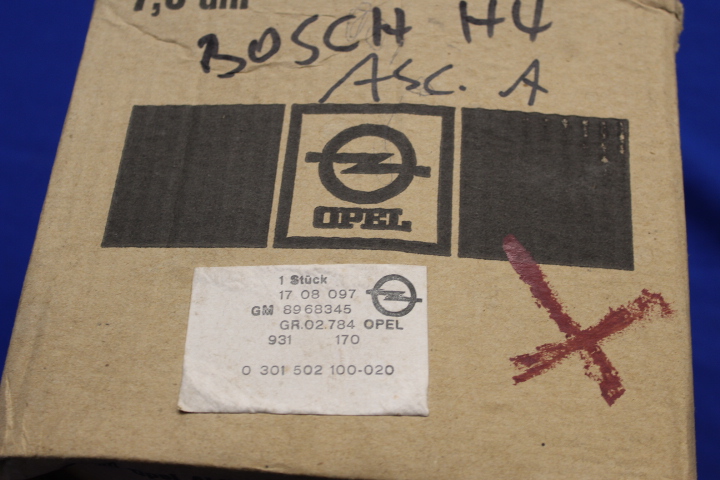 BOSCH H4
ASC. A
OPEL
1 Stück
17 08 097
GM 8968345
GR.02.784 OPEL
931 170
0 301 502 100-020